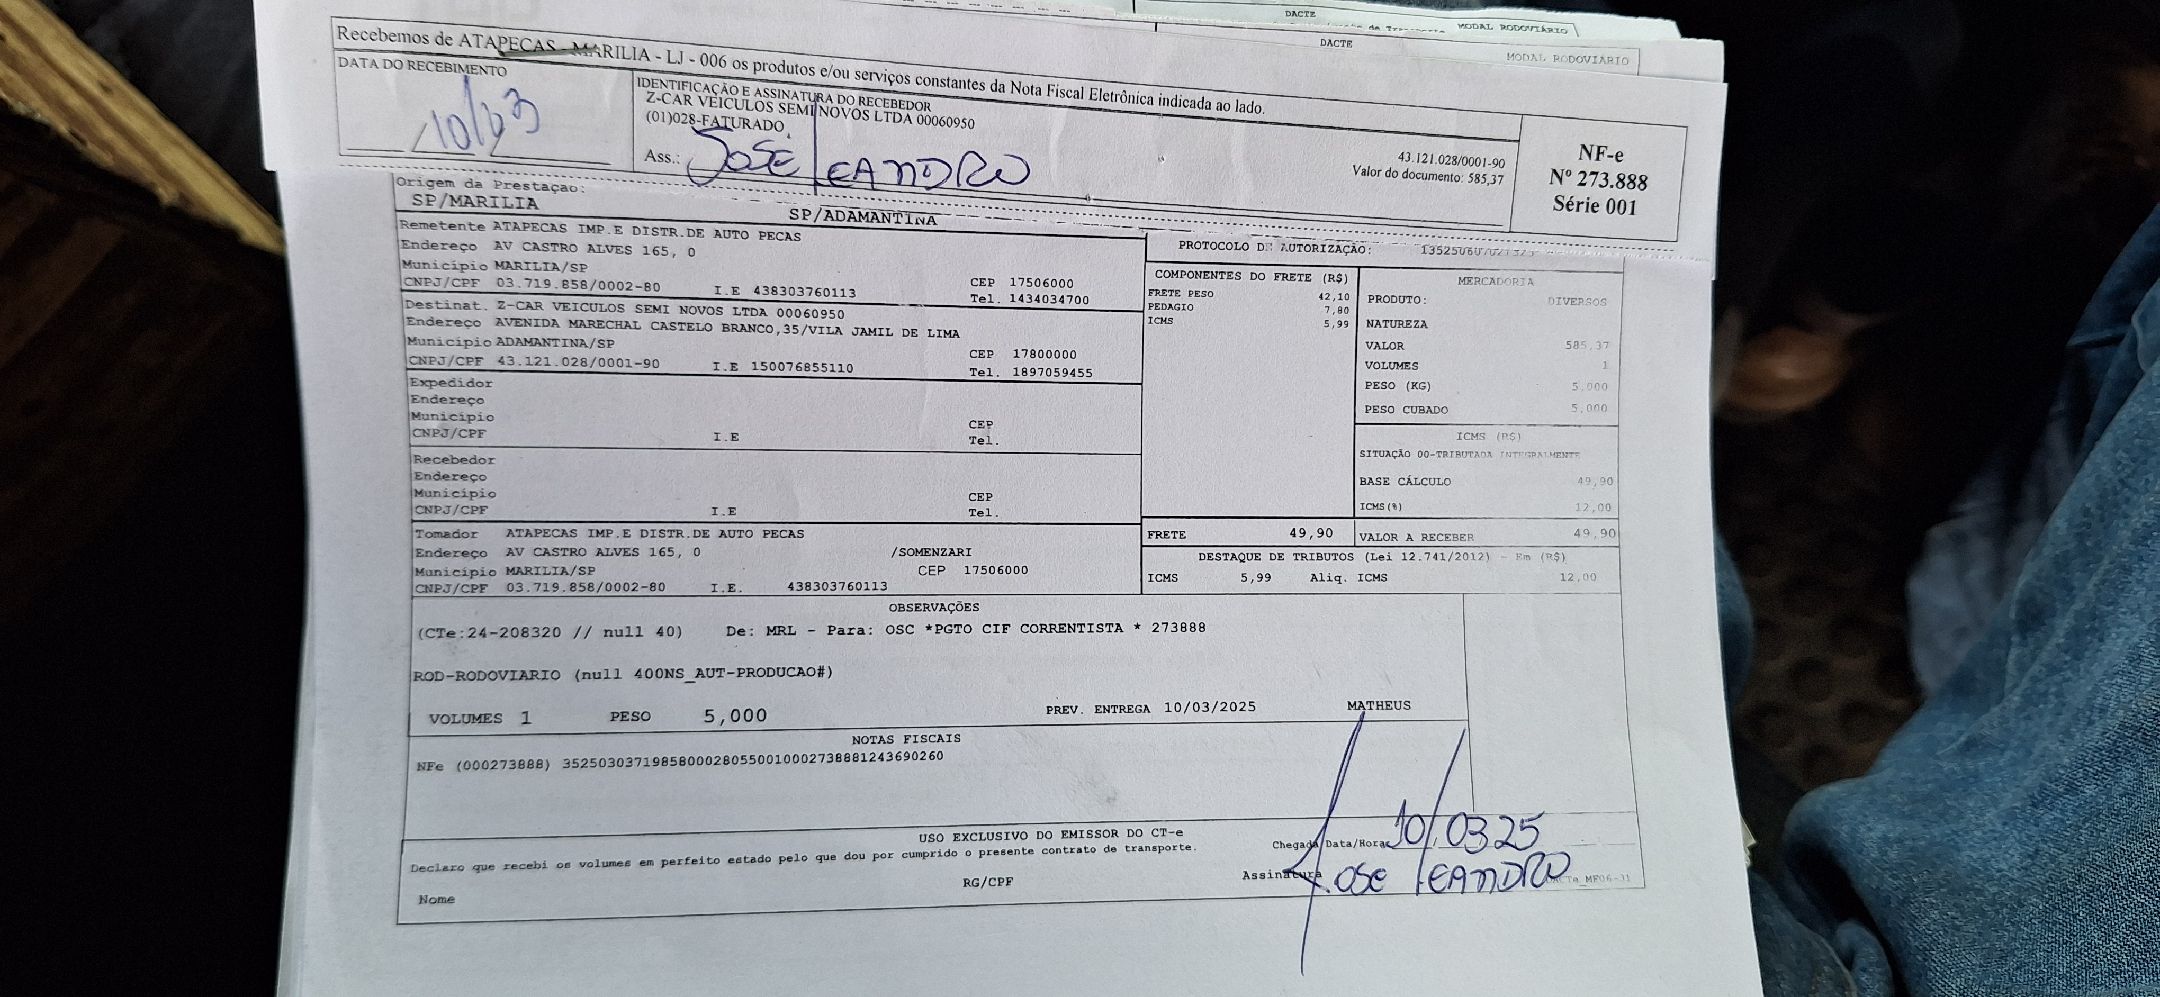 DACTE
MODAL RODOVIÁRIO
DACTE
MODAL RODOVIÁRIO
Recebemos de ATAPECAS - MARILIA - LJ - 006 os produtos e/ou serviços constantes da Nota Fiscal Eletrônica indicada ao lado.
DATA DO RECEBIMENTO
10/03
IDENTIFICAÇÃO E ASSINATURA DO RECEBEDOR
Z-CAR VEICULOS SEMI NOVOS LTDA 00060950
(01)028-FATURADO
Ass.: JOSE LEANDRO
43.121.028/0001-90
Valor do documento: 585,37
NF-e
Nº 273.888
Série 001
Origem da Prestação:
SP/MARILIA
SP/ADAMANTINA
Remetente ATAPECAS IMP.E DISTR.DE AUTO PECAS
Endereço AV CASTRO ALVES 165, 0
Município MARILIA/SP
CEP 17506000
CNPJ/CPF 03.719.858/0002-80 I.E 438303760113 Tel. 1434034700
Destinat. Z-CAR VEICULOS SEMI NOVOS LTDA 00060950
Endereço AVENIDA MARECHAL CASTELO BRANCO,35/VILA JAMIL DE LIMA
Município ADAMANTINA/SP
CEP 17800000
CNPJ/CPF 43.121.028/0001-90 I.E 150076855110 Tel. 1897059455
Expedidor
Endereço
Município
CEP
CNPJ/CPF I.E Tel.
Recebedor
Endereço
Município
CEP
CNPJ/CPF I.E Tel.
Tomador ATAPECAS IMP.E DISTR.DE AUTO PECAS
Endereço AV CASTRO ALVES 165, 0 /SOMENZARI
Município MARILIA/SP CEP 17506000
CNPJ/CPF 03.719.858/0002-80 I.E. 438303760113
PROTOCOLO DE AUTORIZAÇÃO:
COMPONENTES DO FRETE (R$)
FRETE PESO 42,10
PEDAGIO 7,80
ICMS 5,99
MERCADORIA
PRODUTO: DIVERSOS
NATUREZA
VALOR 585,37
VOLUMES 1
PESO (KG) 5,000
PESO CUBADO 5,000
ICMS (R$)
SITUAÇÃO 00-TRIBUTADA INTEGRALMENTE
BASE CÁLCULO 49,90
ICMS(%) 12,00
FRETE 49,90
VALOR A RECEBER 49,90
DESTAQUE DE TRIBUTOS (Lei 12.741/2012) - Em (R$)
ICMS 5,99 Aliq. ICMS 12,00
OBSERVAÇÕES
(CTe:24-208320 // null 40) De: MRL - Para: OSC *PGTO CIF CORRENTISTA * 273888
ROD-RODOVIARIO (null 400NS_AUT-PRODUCAO#)
VOLUMES 1 PESO 5,000 PREV. ENTREGA 10/03/2025 MATHEUS
NOTAS FISCAIS
NFe (000273888) 35250303719858000280550010002738881243690260
USO EXCLUSIVO DO EMISSOR DO CT-e
Declaro que recebi os volumes em perfeito estado pelo que dou por cumprido o presente contrato de transporte.
Chegada Data/Hora: 10/03 25
Assinatura JOSE LEANDRO
RG/CPF
Nome